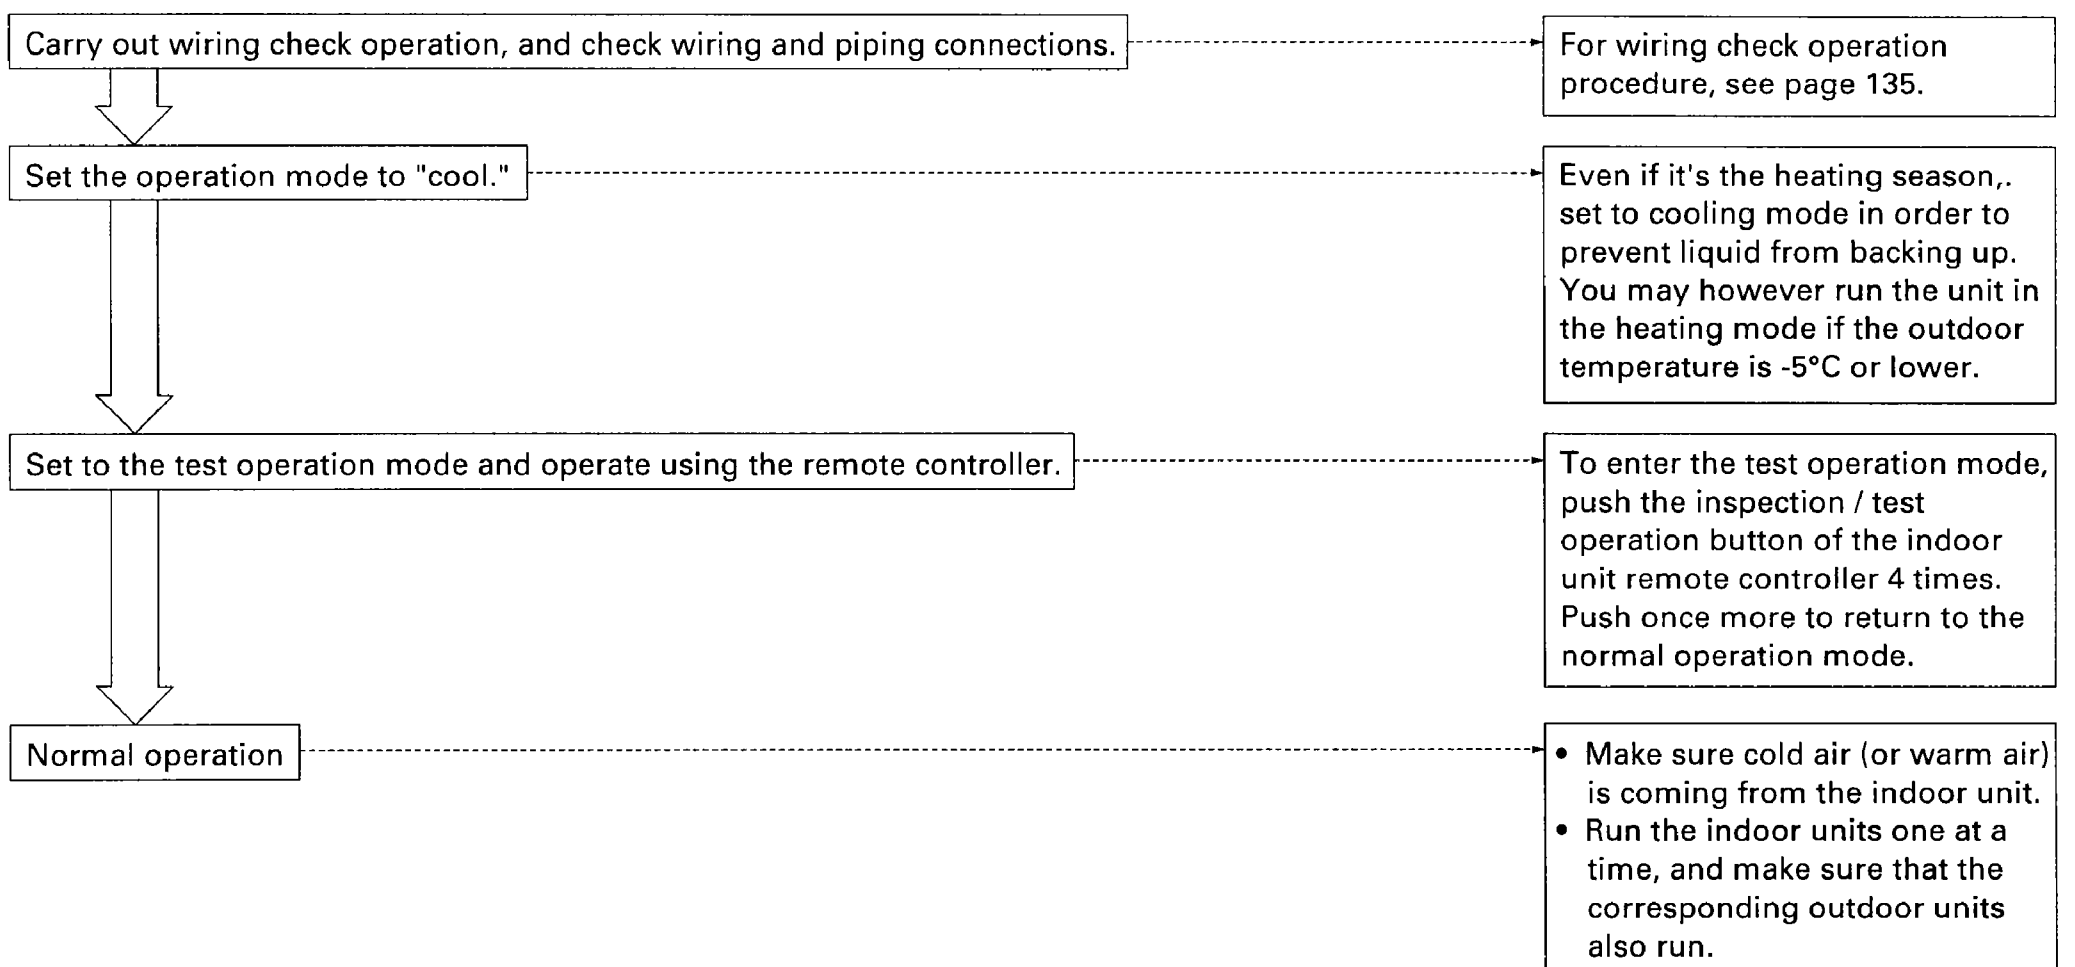 Carry out wiring check operation, and check wiring and piping connections.
For wiring check operation
procedure, see page 135.
Set the operation mode to "cool."
Even if it's the heating season,.
set to cooling mode in order to
prevent liquid from backing up.
You may however run the unit in
the heating mode if the outdoor
temperature is -5°C or lower.
Set to the test operation mode and operate using the remote controller.
To enter the test operation mode,
push the inspection / test
operation button of the indoor
unit remote controller 4 times.
Push once more to return to the
normal operation mode.
Normal operation
• Make sure cold air (or warm air)
is coming from the indoor unit.
• Run the indoor units one at a
time, and make sure that the
corresponding outdoor units
also run.